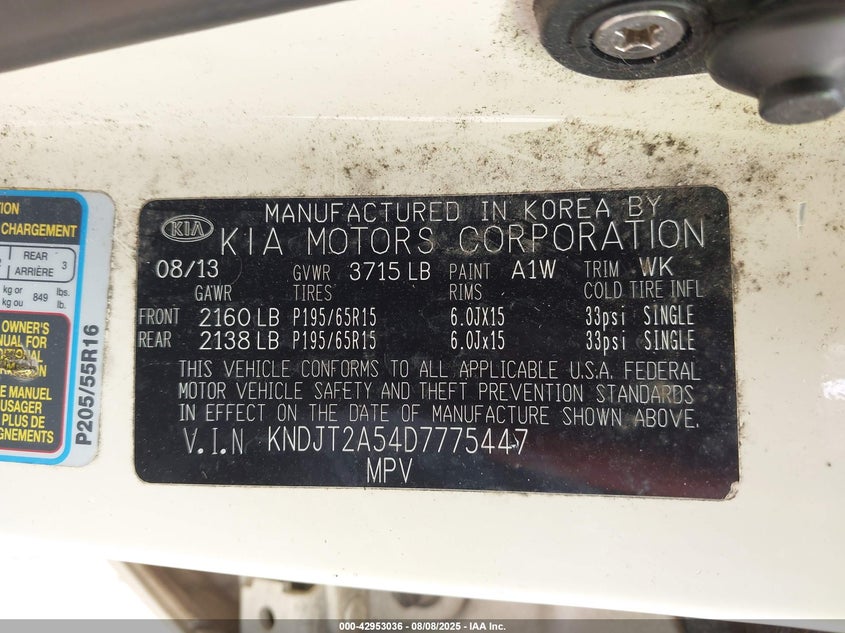 TION
CHARGEMENT
REAR 3
ARRIÈRE
kg or 849 lbs.
kg ou lb.
OWNER'S
MANUEL
USAGER
PLUS DE
P205/55R16
KIA
MANUFACTURED IN KOREA BY
KIA MOTORS CORPORATION
08/13 GVWR 3715 LB PAINT A1W TRIM WK
GAWR TIRES RIMS COLD TIRE INFL
FRONT 2160 LB P195/65R15 6.0JX15 33psi SINGLE
REAR 2138 LB P195/65R15 6.0Jx15 33psi SINGLE
THIS VEHICLE CONFORMS TO ALL APPLICABLE U.S.A. FEDERAL
MOTOR VEHICLE SAFETY AND THEFT PREVENTION STANDARDS
IN EFFECT ON THE DATE OF MANUFACTURE SHOWN ABOVE.
V.I.N KNDJT2A54D7775447
MPV
000-42953036 - 08/08/2025 - IAA Inc.